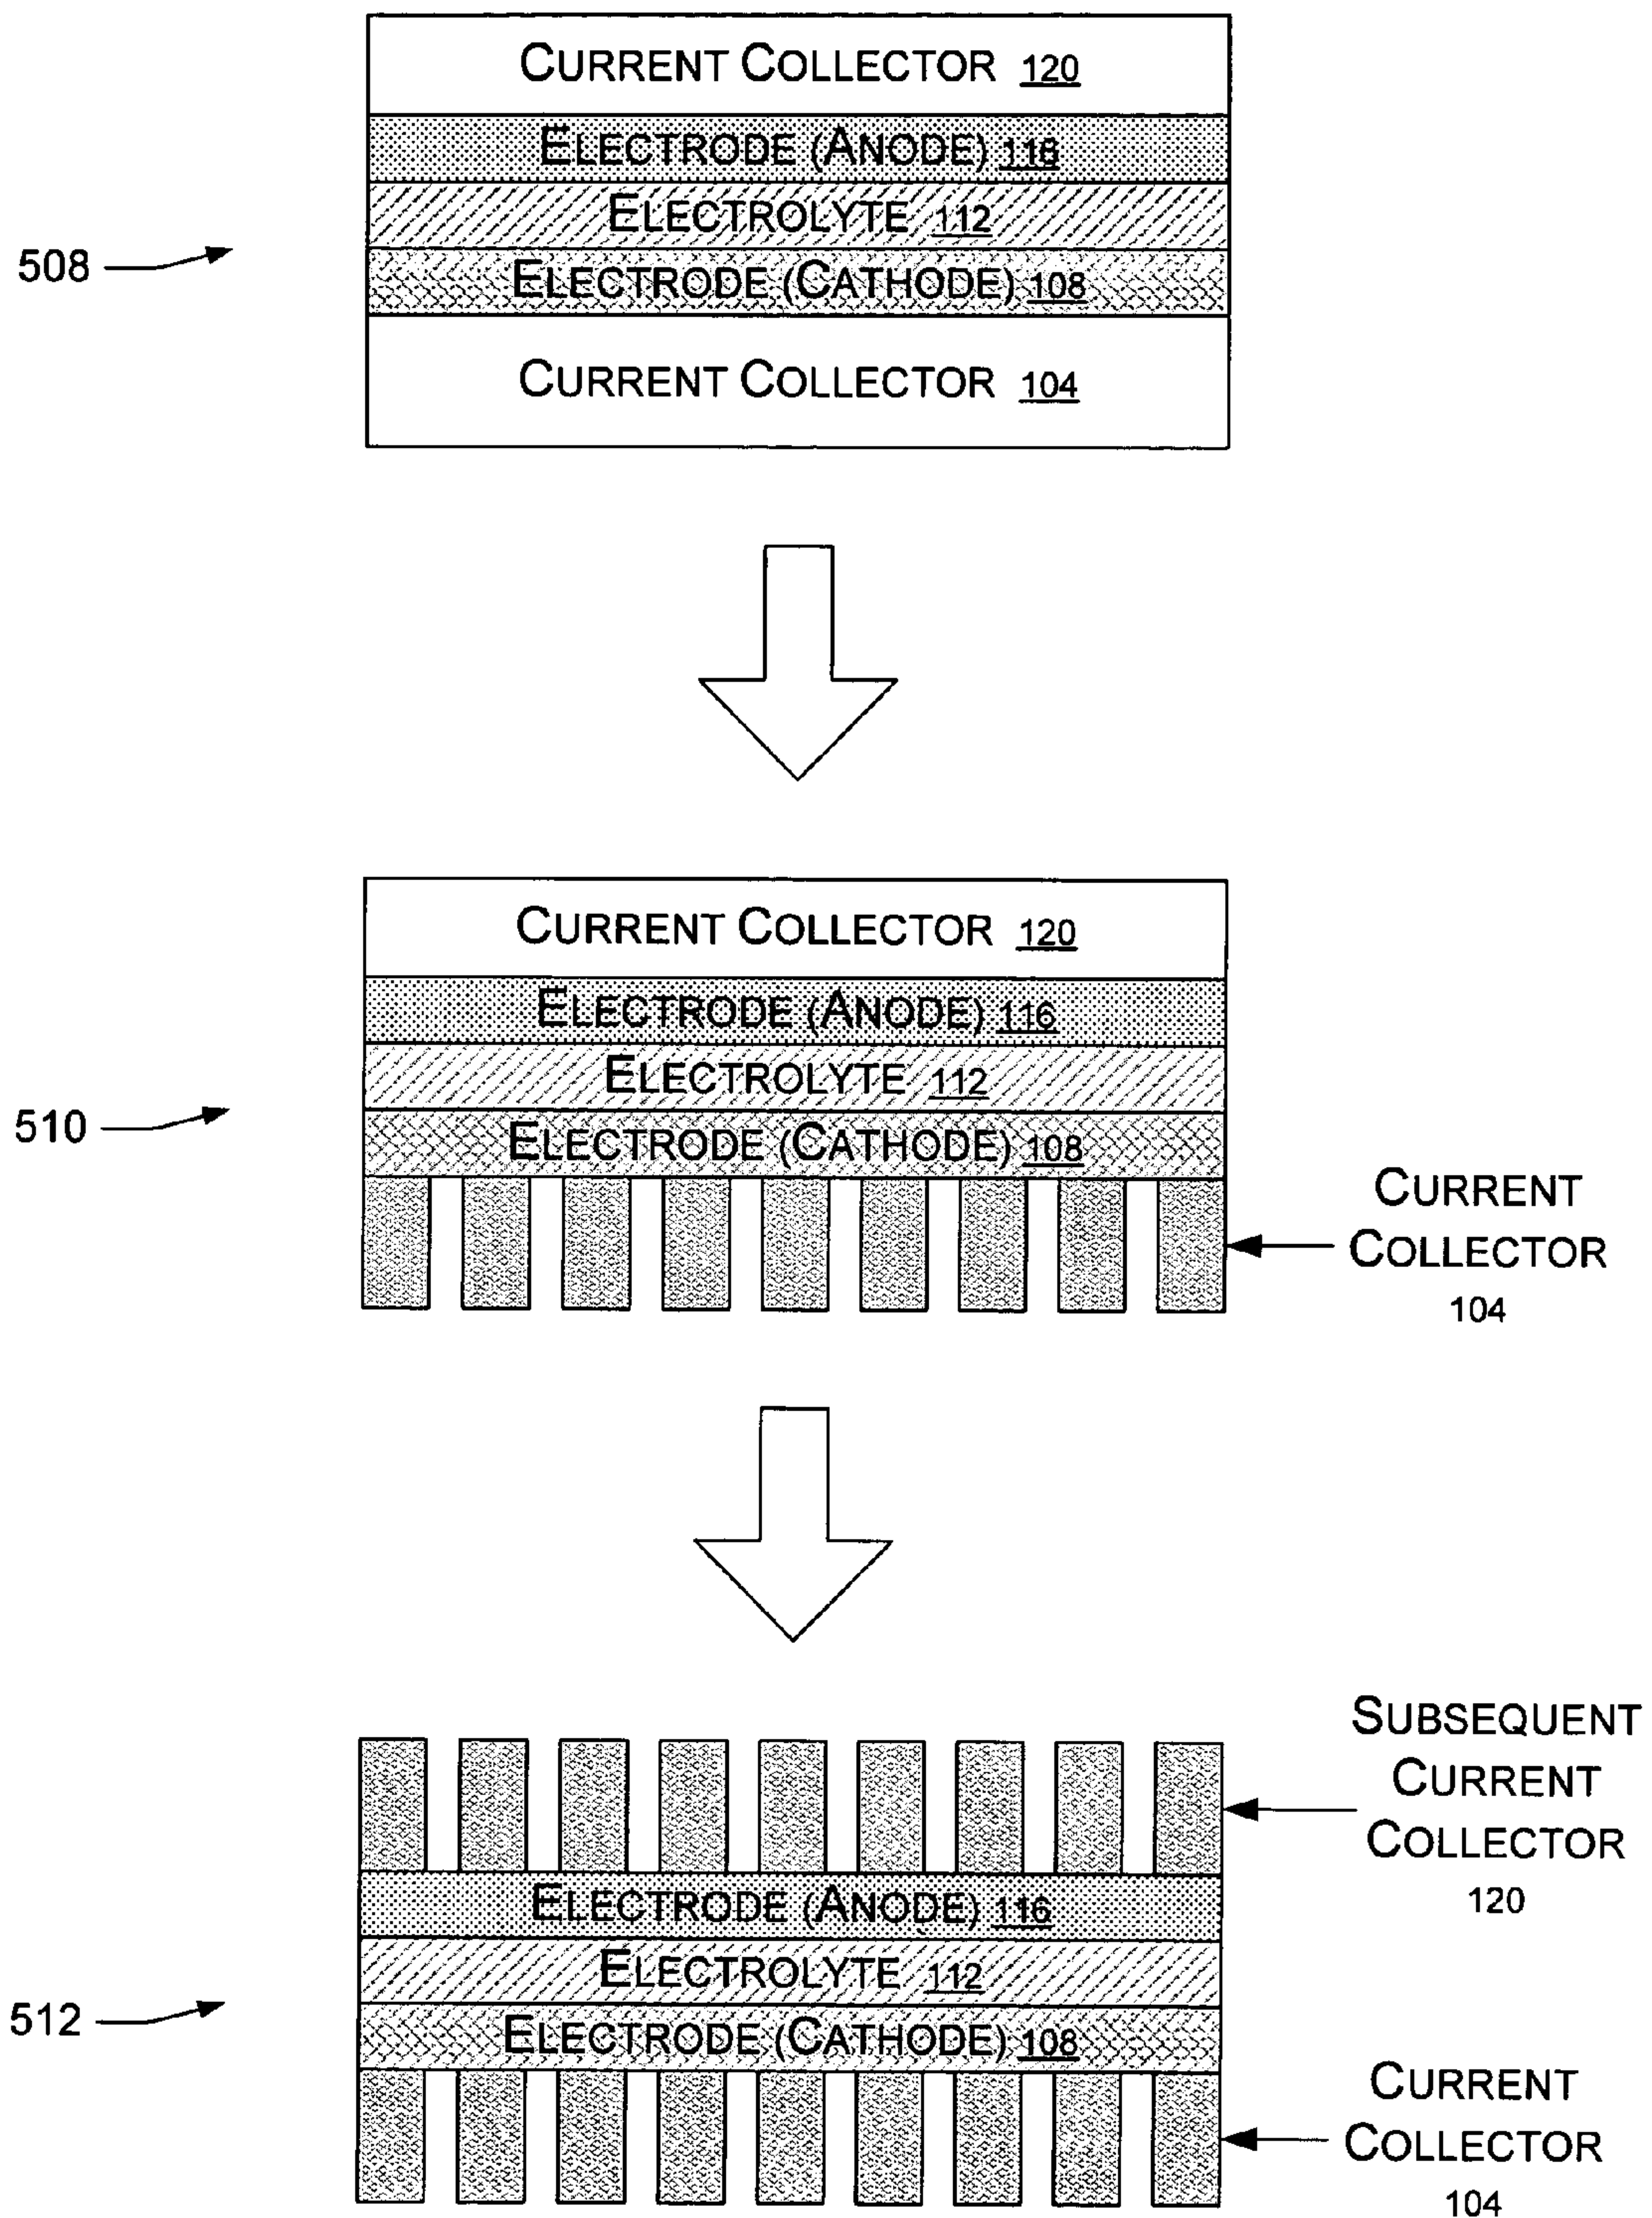 CURRENT COLLECTOR 120
ELECTRODE (ANODE) 116
ELECTROLYTE 112
508
ELECTRODE (CATHODE) 108
CURRENT COLLECTOR 104
CURRENT COLLECTOR 120
ELECTRODE (ANODE) 116
ELECTROLYTE 112
510
ELECTRODE (CATHODE) 108
CURRENT
COLLECTOR
104
SUBSEQUENT
CURRENT
COLLECTOR
120
ELECTRODE (ANODE) 116
ELECTROLYTE 112
512
ELECTRODE (CATHODE) 108
CURRENT
COLLECTOR
104